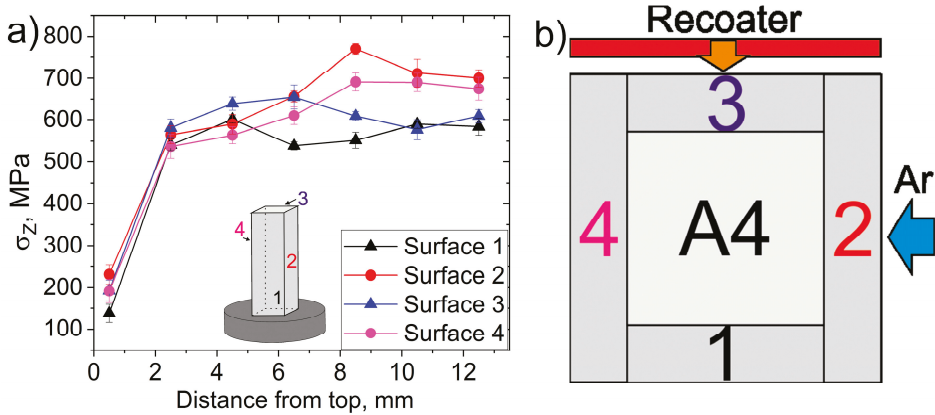 a)
800
700
600
500
400
300
200
100
σZ, MPa
0
2
4
6
8
10
12
Distance from top, mm
3
4
2
1
Surface 1
Surface 2
Surface 3
Surface 4
b)
Recoater
3
4
A4
2
Ar
1